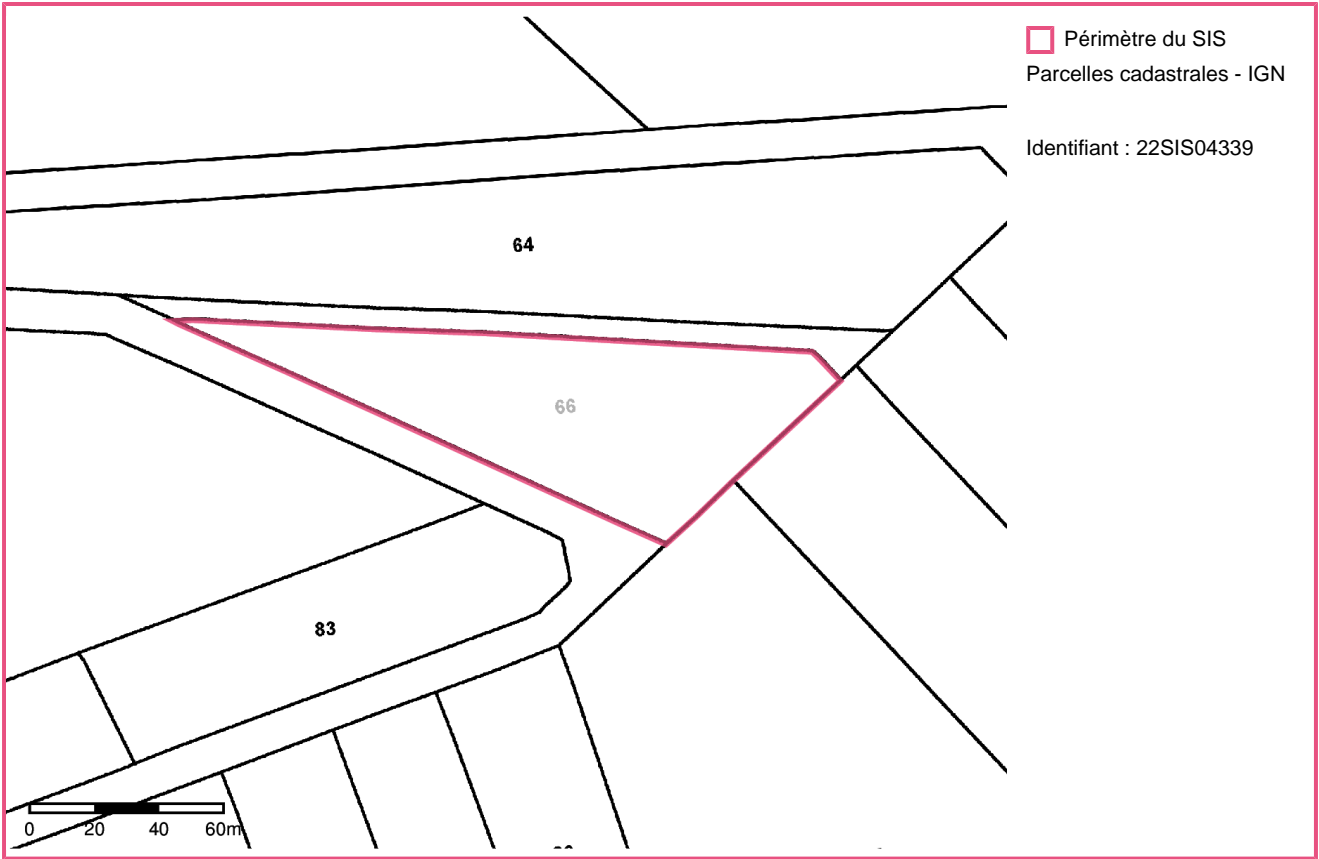 Périmètre du SIS
Parcelles cadastrales - IGN
Identifiant : 22SIS04339
64
66
83
0 20 40 60m